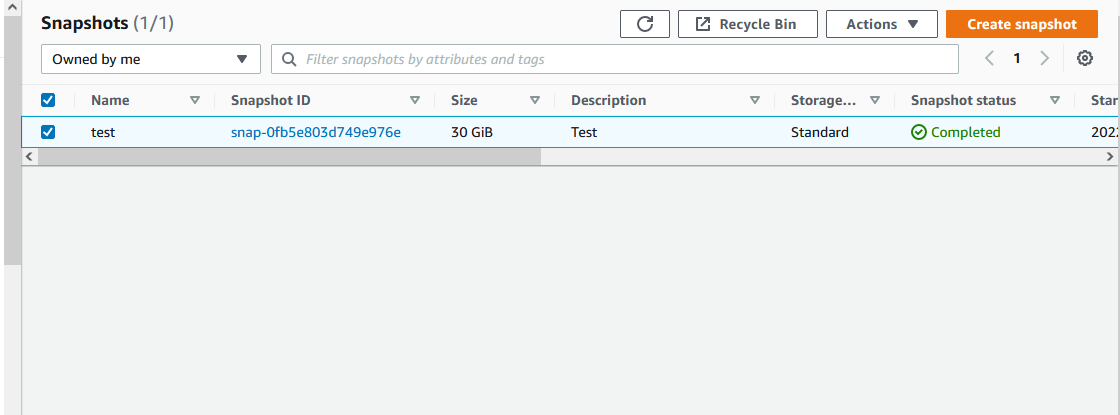 Snapshots (1/1)
Recycle Bin
Actions
Create snapshot
Owned by me
Filter snapshots by attributes and tags
1
Name Snapshot ID Size Description Storage... Snapshot status Star
test snap-0fb5e803d749e976e 30 GiB Test Standard Completed 2022